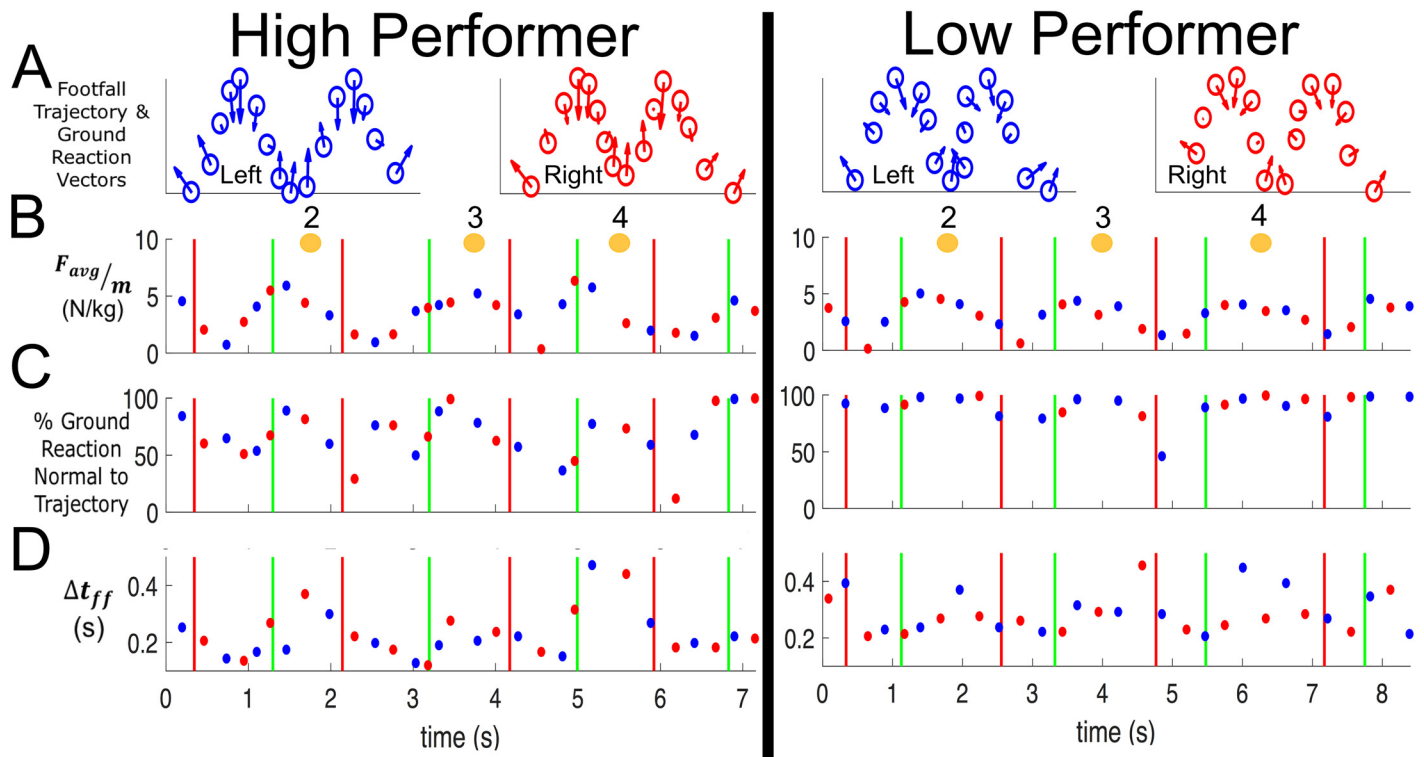 High Performer
Low Performer
A
Footfall
Trajectory &
Ground
Reaction
Vectors
Left
Right
Left
Right
B
2
3
4
2
3
4
F_avg/m
(N/kg)
10
5
0
10
5
0
C
% Ground
Reaction
Normal to
Trajectory
100
50
0
100
50
0
D
Δt_ff
(s)
0.4
0.2
0.4
0.2
0 1 2 3 4 5 6 7
time (s)
0 1 2 3 4 5 6 7 8
time (s)